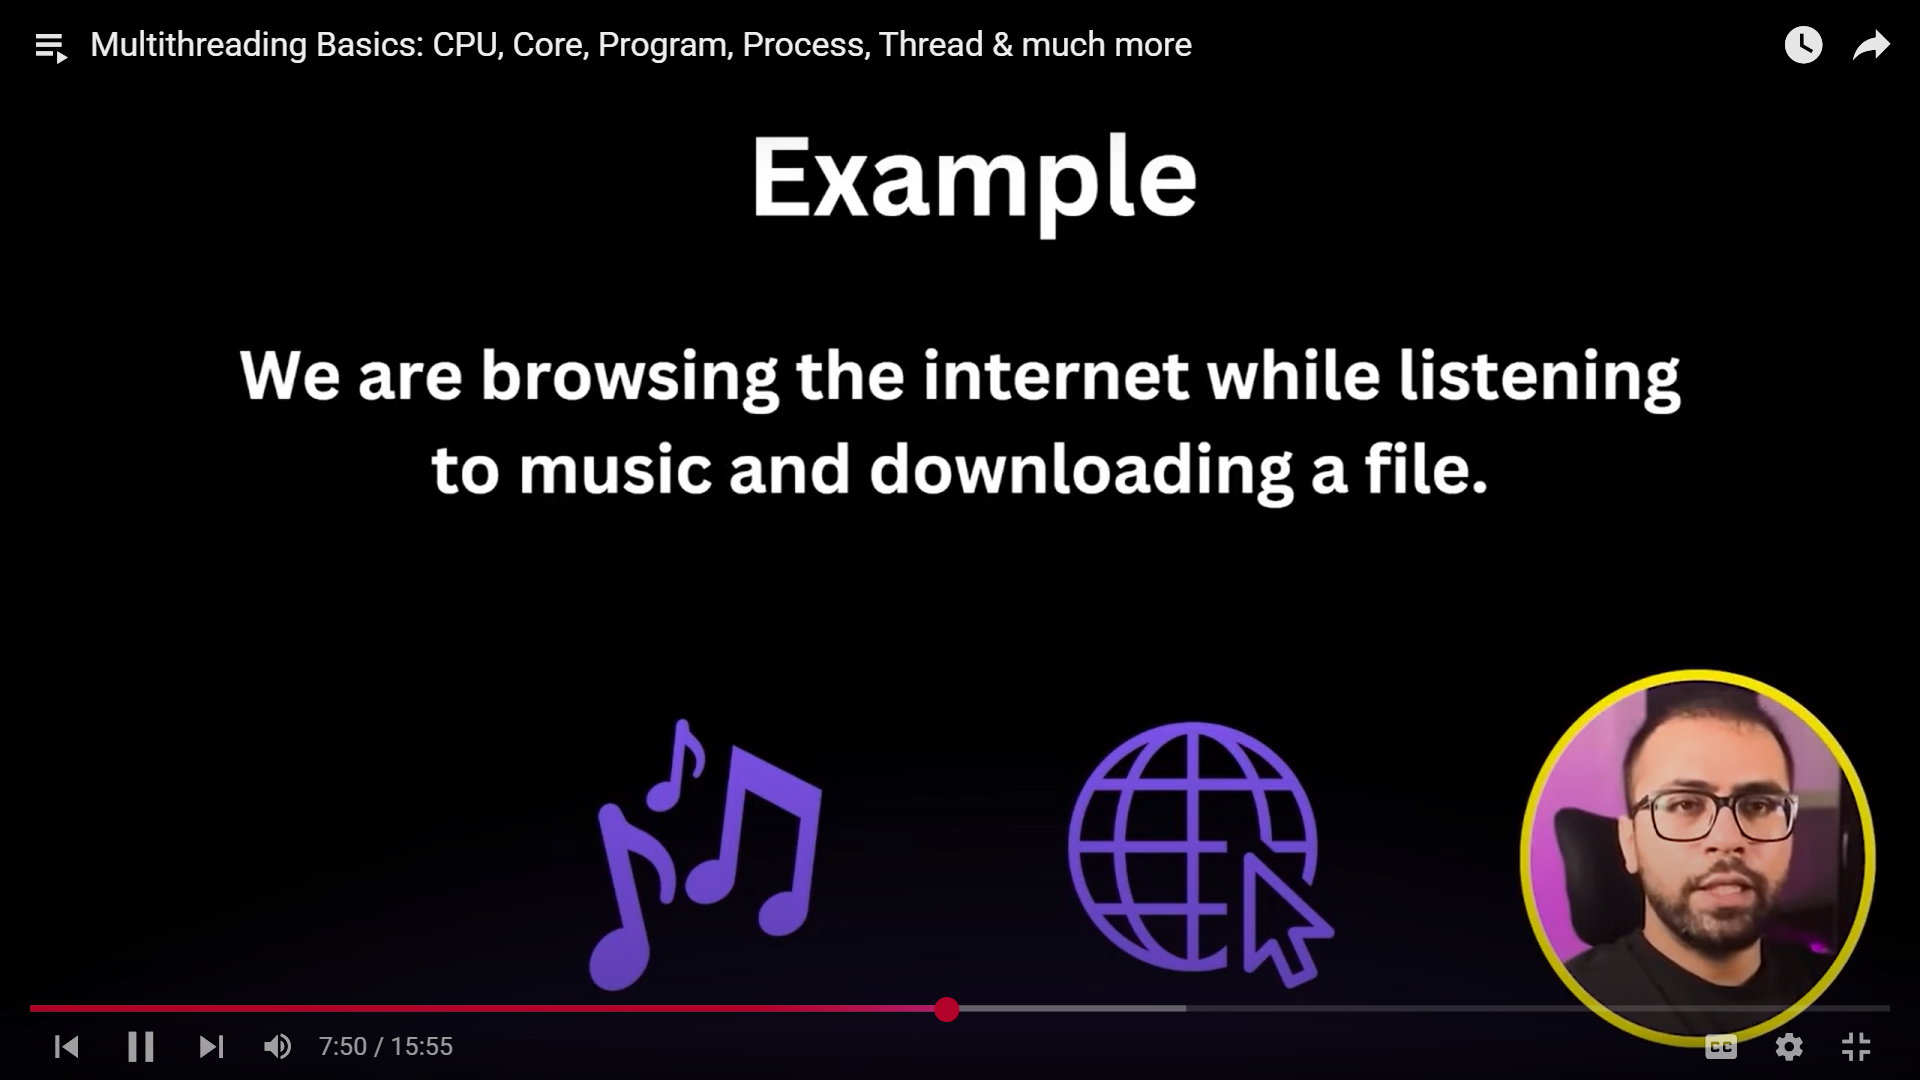 Multithreading Basics: CPU, Core, Program, Process, Thread & much more
Example
We are browsing the internet while listening
to music and downloading a file.
7:50 / 15:55
CC